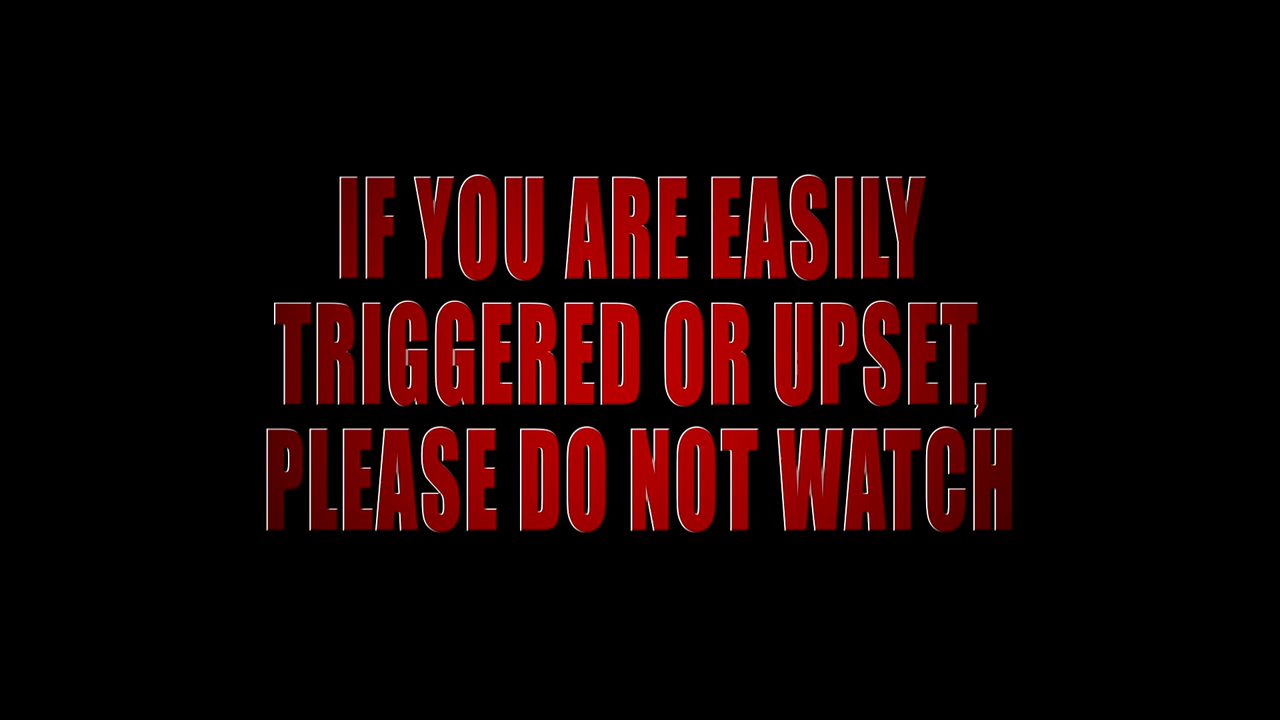 IF YOU ARE EASILY
TRIGGERED OR UPSET,
PLEASE DO NOT WATCH